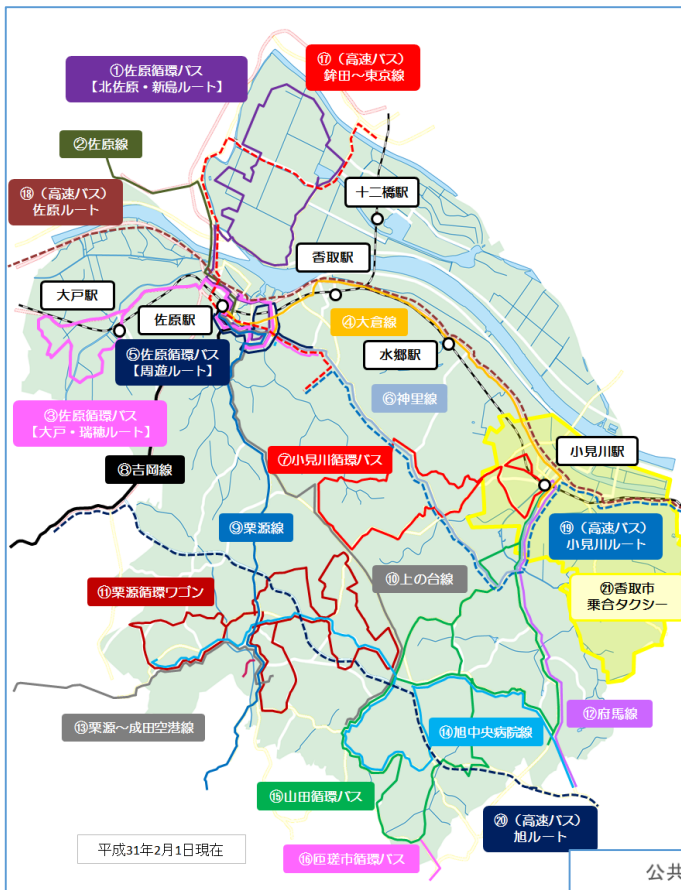 ①佐原循環バス
【北佐原・新島ルート】
⑰（高速バス）
鉾田～東京線
②佐原線
⑱（高速バス）
佐原ルート
十二橋駅
香取駅
大戸駅
佐原駅
④大倉線
水郷駅
⑤佐原循環バス
【周遊ルート】
⑥神里線
③佐原循環バス
【大戸・瑞穂ルート】
⑦小見川循環バス
小見川駅
⑧吉岡線
⑨栗源線
⑲（高速バス）
小見川ルート
⑩上の台線
⑪栗源循環ワゴン
㉑香取市
乗合タクシー
⑫府馬線
⑬栗源～成田空港線
⑭旭中央病院線
⑮山田循環バス
⑳（高速バス）
旭ルート
平成31年2月1日現在
⑯匝瑳市循環バス
公共